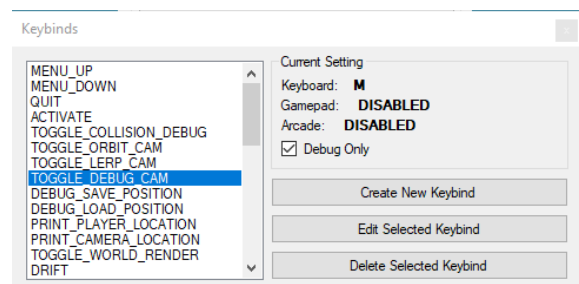 Keybinds
MENU_UP
MENU_DOWN
QUIT
ACTIVATE
TOGGLE_COLLISION_DEBUG
TOGGLE_ORBIT_CAM
TOGGLE_LERP_CAM
TOGGLE_DEBUG_CAM
DEBUG_SAVE_POSITION
DEBUG_LOAD_POSITION
PRINT_PLAYER_LOCATION
PRINT_CAMERA_LOCATION
TOGGLE_WORLD_RENDER
DRIFT
Current Setting
Keyboard: M
Gamepad: DISABLED
Arcade: DISABLED
Debug Only
Create New Keybind
Edit Selected Keybind
Delete Selected Keybind